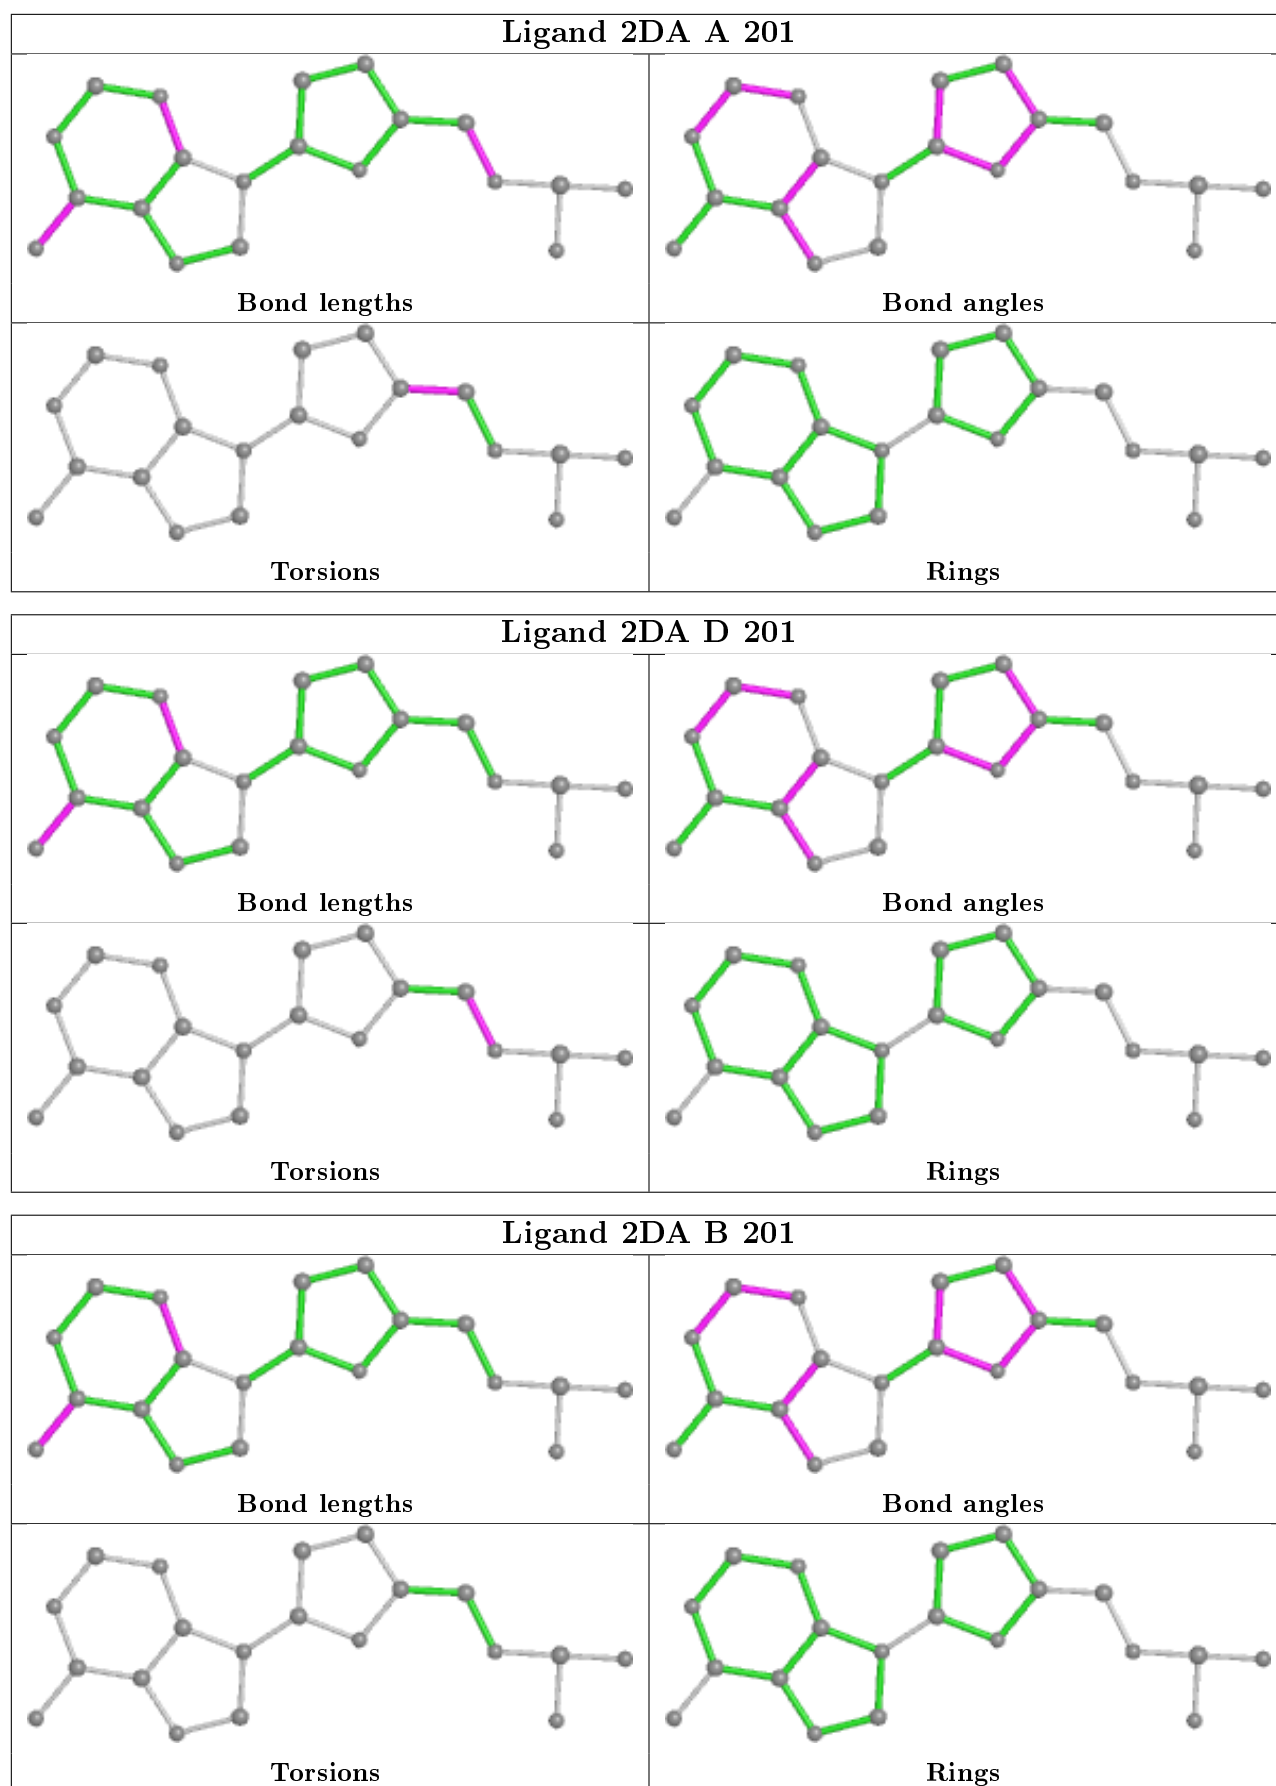 Ligand 2DA A 201
Bond lengths
Bond angles
Torsions
Rings
Ligand 2DA D 201
Bond lengths
Bond angles
Torsions
Rings
Ligand 2DA B 201
Bond lengths
Bond angles
Torsions
Rings